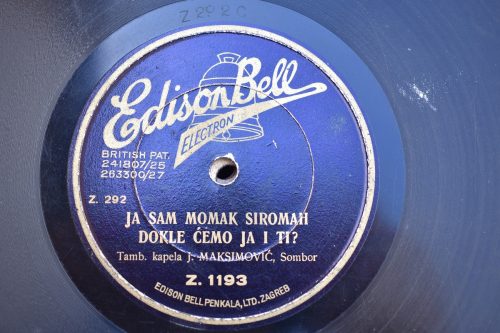 Z 292 C
Edison Bell
ELECTRON
BRITISH PAT.
241807/25
263300/27
Z. 292
JA SAM MOMAK SIROMAH
DOKLE ĆEMO JA I TI?
Tamb. kapela J. MAKSIMOVIĆ, Sombor
Z. 1193
EDISON BELL PENKALA, LTD. ZAGREB